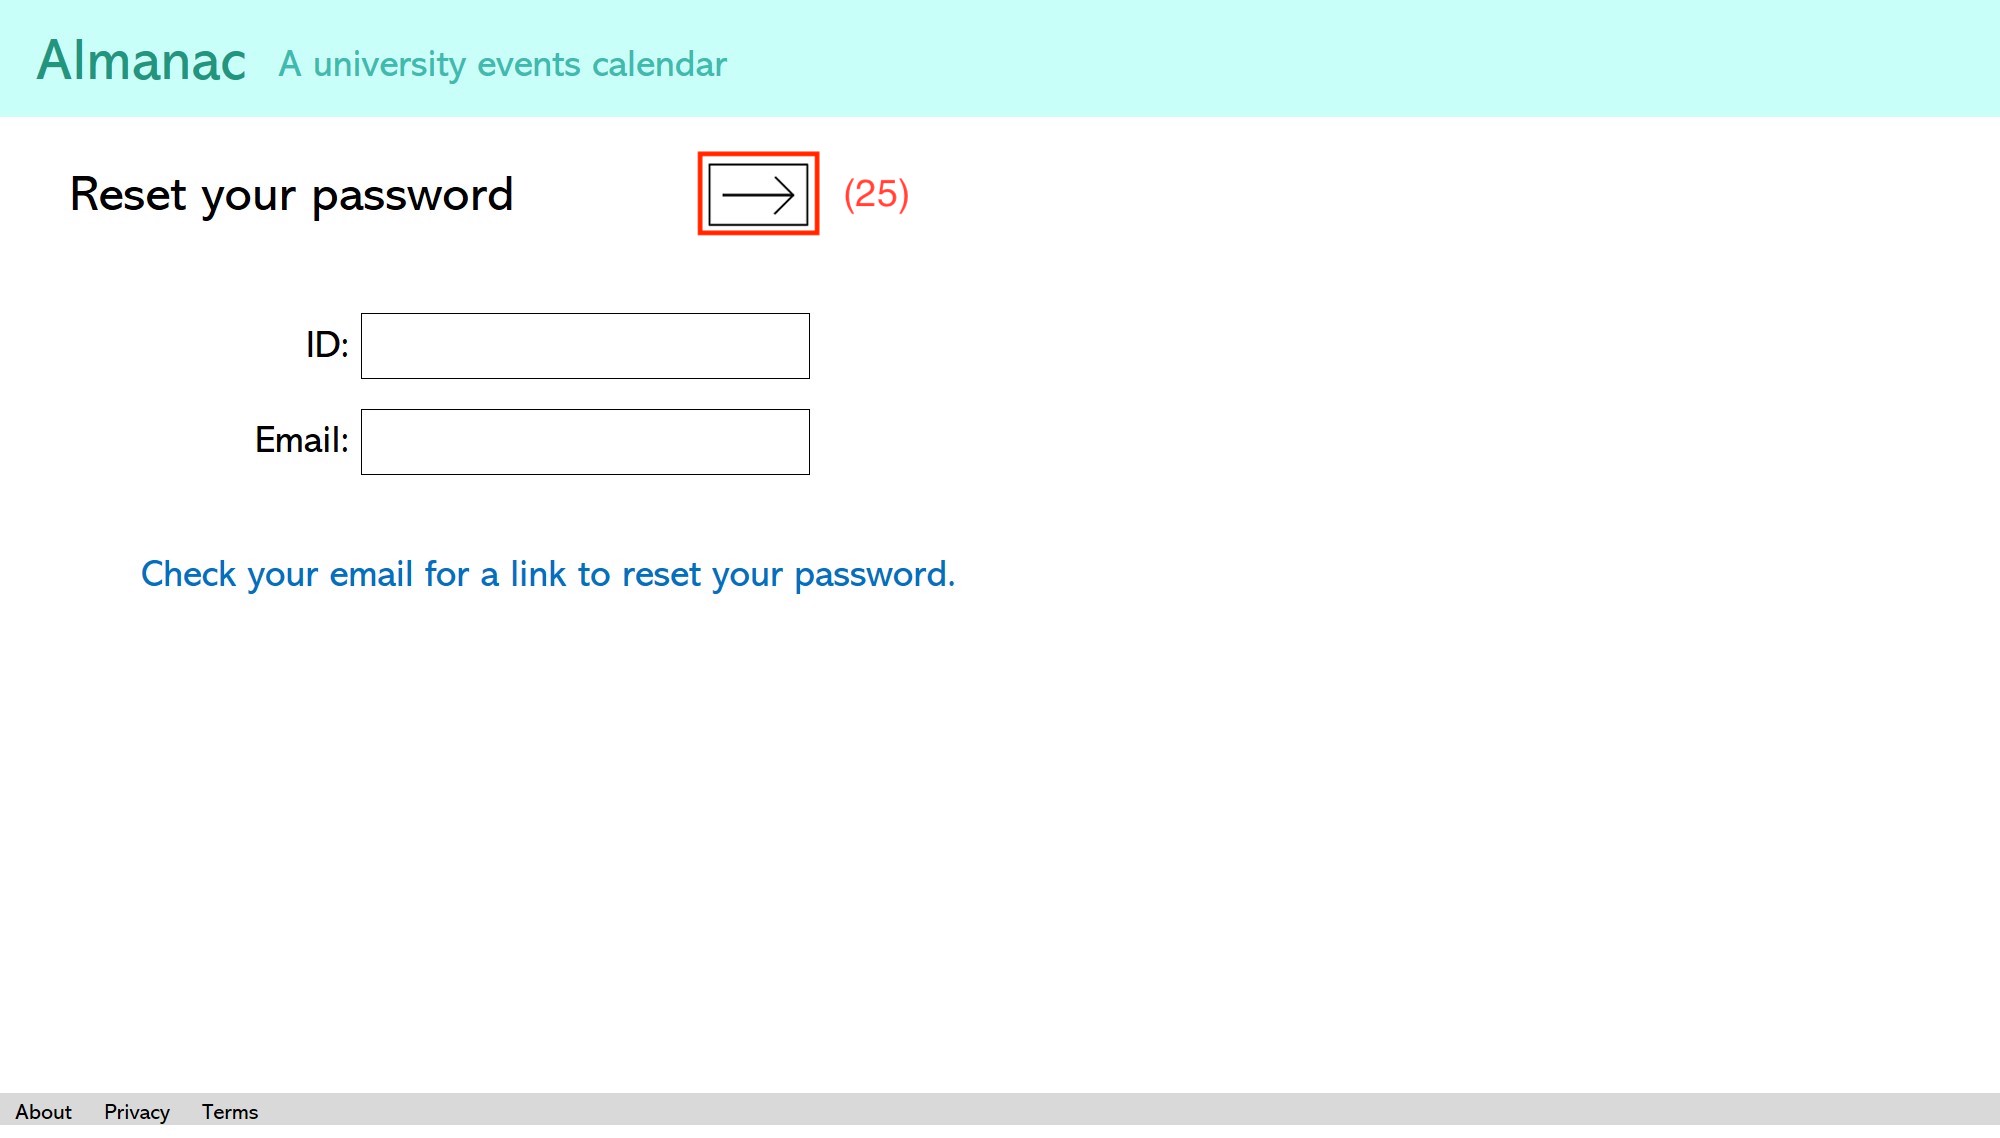 Almanac A university events calendar
Reset your password (25)
ID:
Email:
Check your email for a link to reset your password.
About Privacy Terms